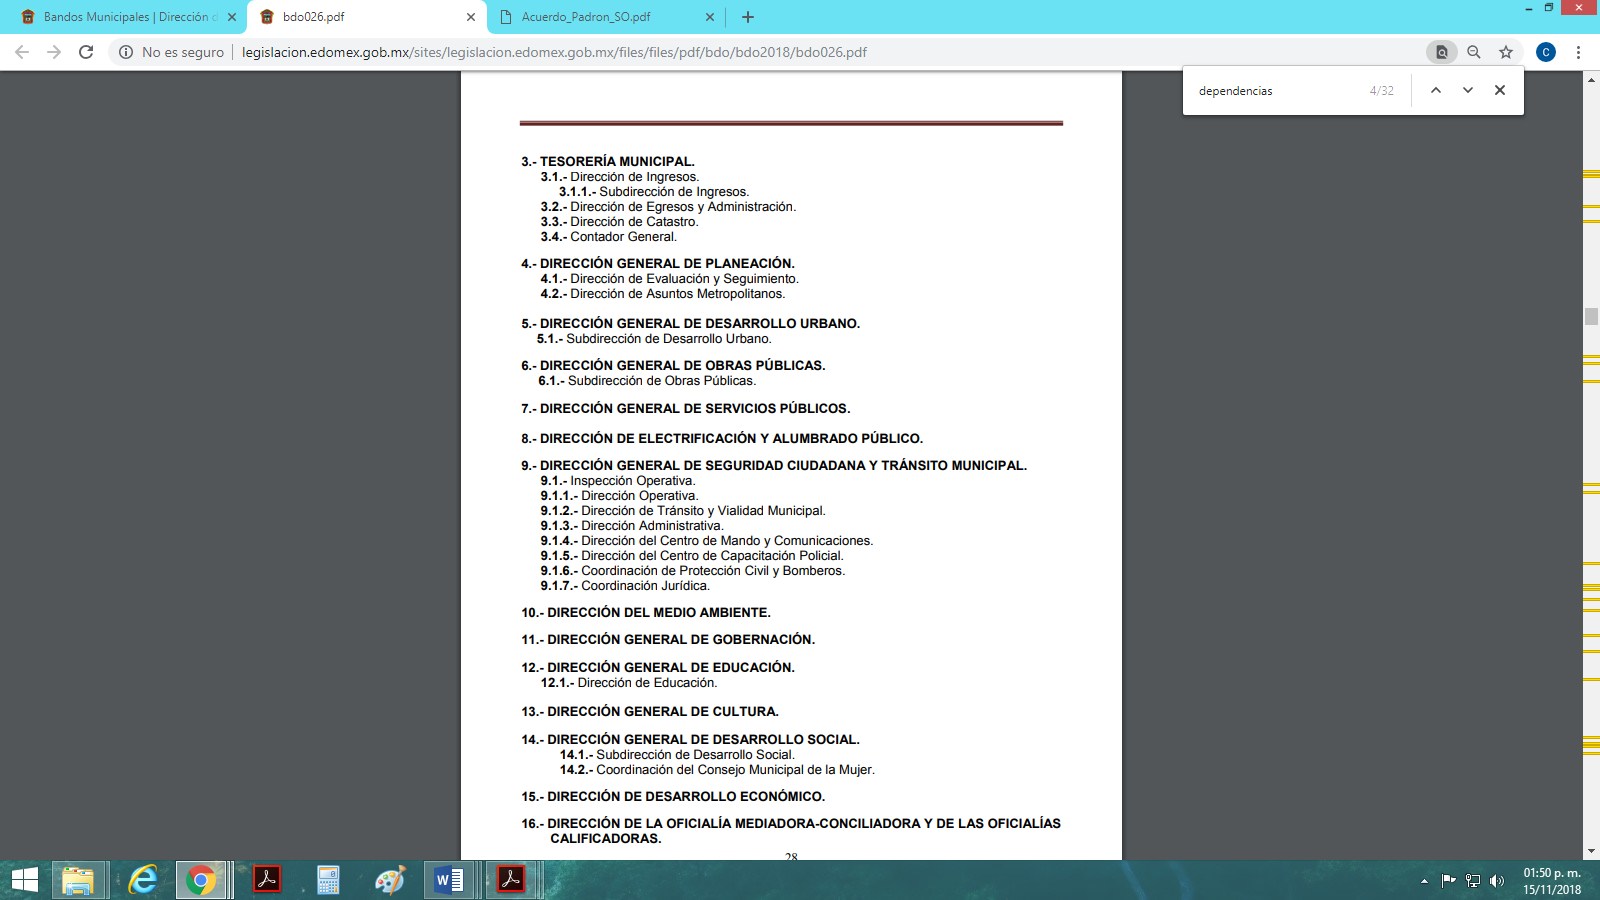 Bandos Municipales | Dirección d
bdo026.pdf
Acuerdo_Padron_SO.pdf
No es seguro
legislacion.edomex.gob.mx/sites/legislacion.edomex.gob.mx/files/files/pdf/bdo/bdo2018/bdo026.pdf
C
dependencias
4/32
3.- TESORERÍA MUNICIPAL.
3.1.- Dirección de Ingresos.
3.1.1.- Subdirección de Ingresos.
3.2.- Dirección de Egresos y Administración.
3.3.- Dirección de Catastro.
3.4.- Contador General.
4.- DIRECCIÓN GENERAL DE PLANEACIÓN.
4.1.- Dirección de Evaluación y Seguimiento.
4.2.- Dirección de Asuntos Metropolitanos.
5.- DIRECCIÓN GENERAL DE DESARROLLO URBANO.
5.1.- Subdirección de Desarrollo Urbano.
6.- DIRECCIÓN GENERAL DE OBRAS PÚBLICAS.
6.1.- Subdirección de Obras Públicas.
7.- DIRECCIÓN GENERAL DE SERVICIOS PÚBLICOS.
8.- DIRECCIÓN DE ELECTRIFICACIÓN Y ALUMBRADO PÚBLICO.
9.- DIRECCIÓN GENERAL DE SEGURIDAD CIUDADANA Y TRÁNSITO MUNICIPAL.
9.1.- Inspección Operativa.
9.1.1.- Dirección Operativa.
9.1.2.- Dirección de Tránsito y Vialidad Municipal.
9.1.3.- Dirección Administrativa.
9.1.4.- Dirección del Centro de Mando y Comunicaciones.
9.1.5.- Dirección del Centro de Capacitación Policial.
9.1.6.- Coordinación de Protección Civil y Bomberos.
9.1.7.- Coordinación Jurídica.
10.- DIRECCIÓN DEL MEDIO AMBIENTE.
11.- DIRECCIÓN GENERAL DE GOBERNACIÓN.
12.- DIRECCIÓN GENERAL DE EDUCACIÓN.
12.1.- Dirección de Educación.
13.- DIRECCIÓN GENERAL DE CULTURA.
14.- DIRECCIÓN GENERAL DE DESARROLLO SOCIAL.
14.1.- Subdirección de Desarrollo Social.
14.2.- Coordinación del Consejo Municipal de la Mujer.
15.- DIRECCIÓN DE DESARROLLO ECONÓMICO.
16.- DIRECCIÓN DE LA OFICIALÍA MEDIADORA-CONCILIADORA Y DE LAS OFICIALÍAS
CALIFICADORAS.
28
01:50 p. m.
15/11/2018